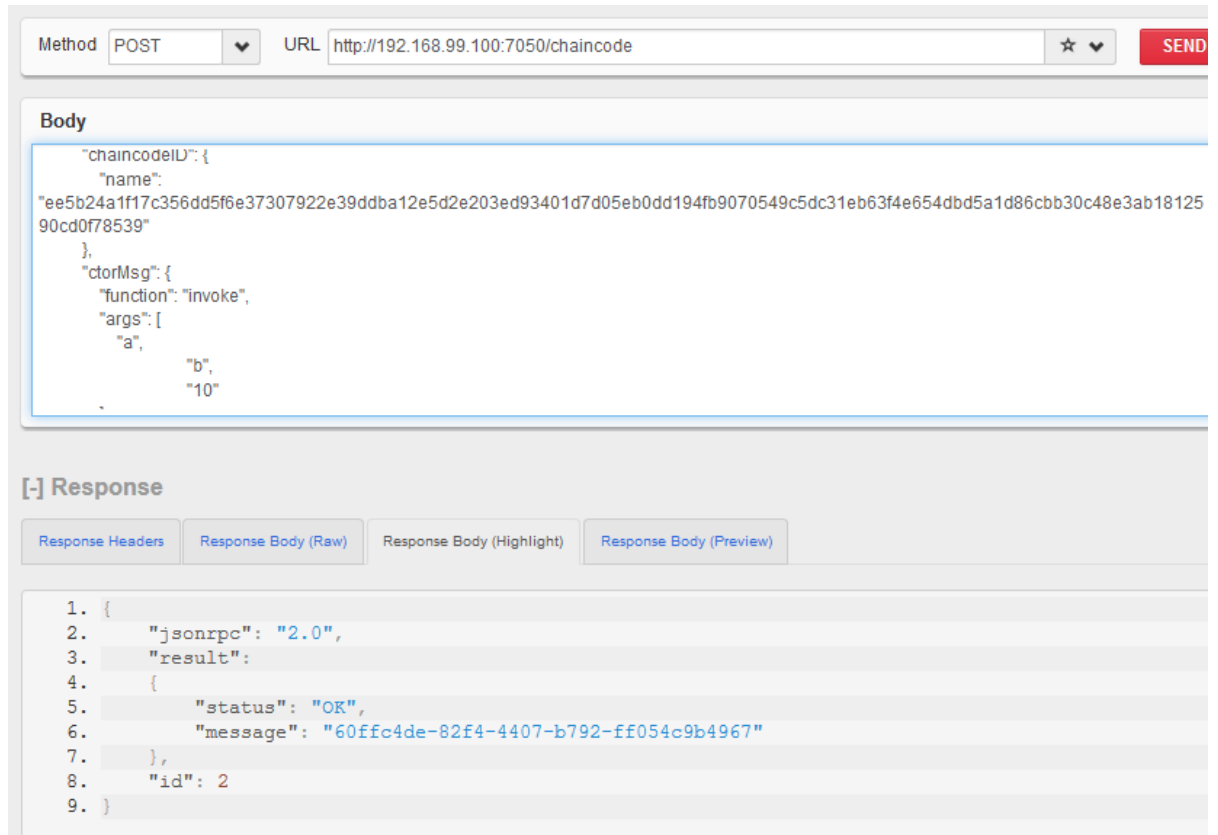 Method POST URL http://192.168.99.100:7050/chaincode SEND
Body
"chaincodeID": {
"name":
"ee5b24a1f17c356dd5f6e37307922e39ddba12e5d2e203ed93401d7d05eb0dd194fb9070549c5dc31eb63f4e654dbd5a1d86cbb30c48e3ab18125
90cd0f78539"
},
"ctorMsg": {
"function": "invoke",
"args": [
"a",
"b",
"10"
[-] Response
Response Headers Response Body (Raw) Response Body (Highlight) Response Body (Preview)
1. {
2. "jsonrpc": "2.0",
3. "result":
4. {
5. "status": "OK",
6. "message": "60ffc4de-82f4-4407-b792-ff054c9b4967"
7. },
8. "id": 2
9. }